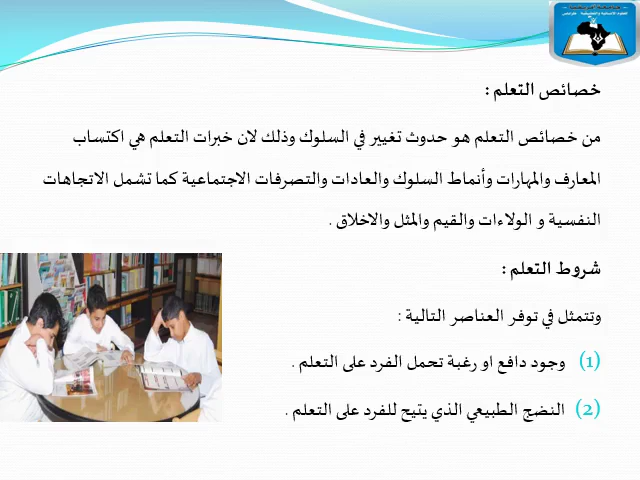 خصائص التعلم :
من خصائص التعلم هو حدوث تغيير في السلوك وذلك لان خبرات التعلم هي اكتساب
المعارف والمهارات وأنماط السلوك والعادات والتصرفات الاجتماعية كما تشمل الاتجاهات
النفسية و الولاءات والقيم والمثل والاخلاق .
شروط التعلم :
وتتمثل في توفر العناصر التالية :
(1) وجود دافع او رغبة تحمل الفرد على التعلم .
(2) النضج الطبيعي الذي يتيح للفرد على التعلم .